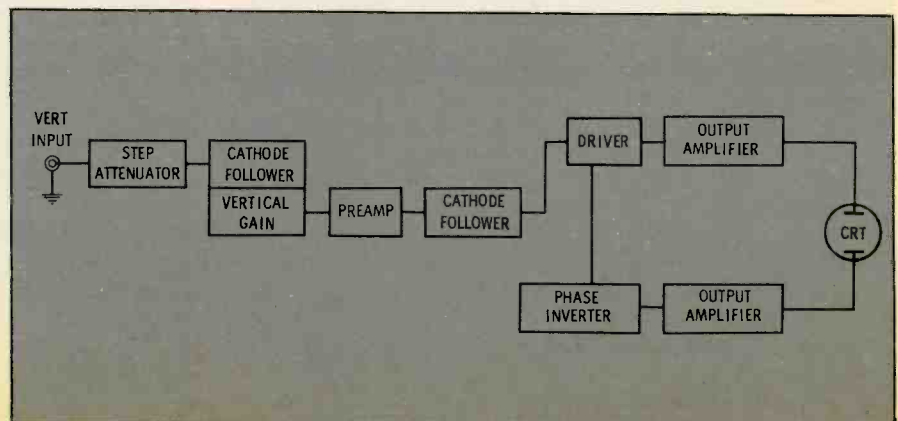 VERT
INPUT
STEP
ATTENUATOR
CATHODE
FOLLOWER
VERTICAL
GAIN
PREAMP
CATHODE
FOLLOWER
DRIVER
OUTPUT
AMPLIFIER
CRT
PHASE
INVERTER
OUTPUT
AMPLIFIER